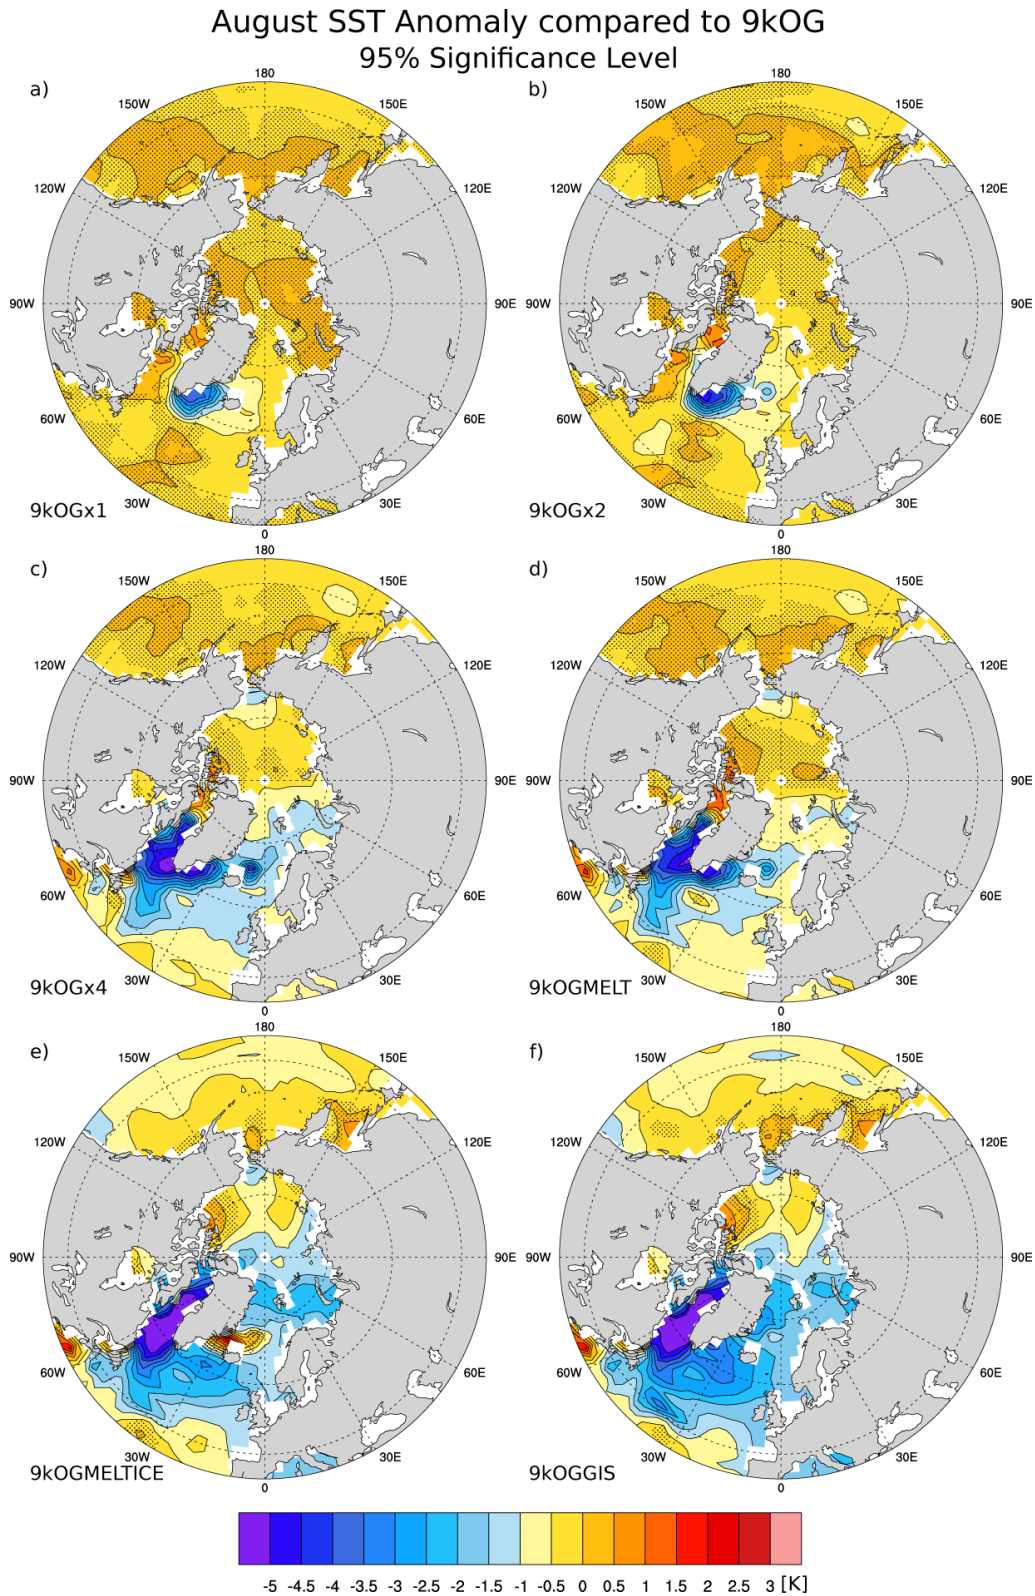 August SST Anomaly compared to 9kOG
95% Significance Level
a)
180
150W
150E
120W
120E
90W
90E
60W
60E
30W
30E
0
9kOGx1
b)
180
150W
150E
120W
120E
90W
90E
60W
60E
30W
30E
0
9kOGx2
c)
180
150W
150E
120W
120E
90W
90E
60W
60E
30W
30E
0
9kOGx4
d)
180
150W
150E
120W
120E
90W
90E
60W
60E
30W
30E
0
9kOGMELT
e)
180
150W
150E
120W
120E
90W
90E
60W
60E
30W
30E
0
9kOGMELTICE
f)
180
150W
150E
120W
120E
90W
90E
60W
60E
30W
30E
0
9kOGGIS
-5 -4.5 -4 -3.5 -3 -2.5 -2 -1.5 -1 -0.5 0 0.5 1 1.5 2 2.5 3 [K]